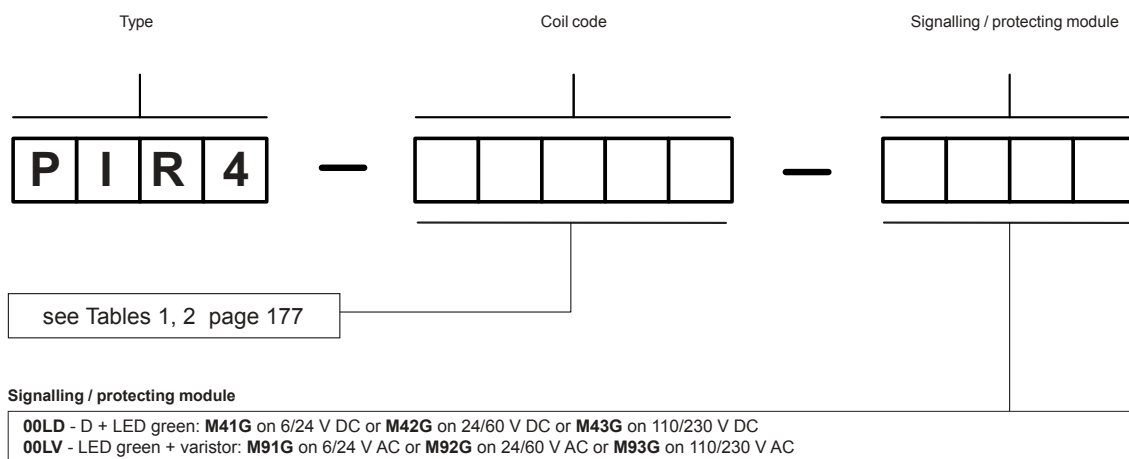 Type
Coil code
Signalling / protecting module
P I R 4 — —
see Tables 1, 2 page 177
Signalling / protecting module
00LD - D + LED green: M41G on 6/24 V DC or M42G on 24/60 V DC or M43G on 110/230 V DC
00LV - LED green + varistor: M91G on 6/24 V AC or M92G on 24/60 V AC or M93G on 110/230 V AC